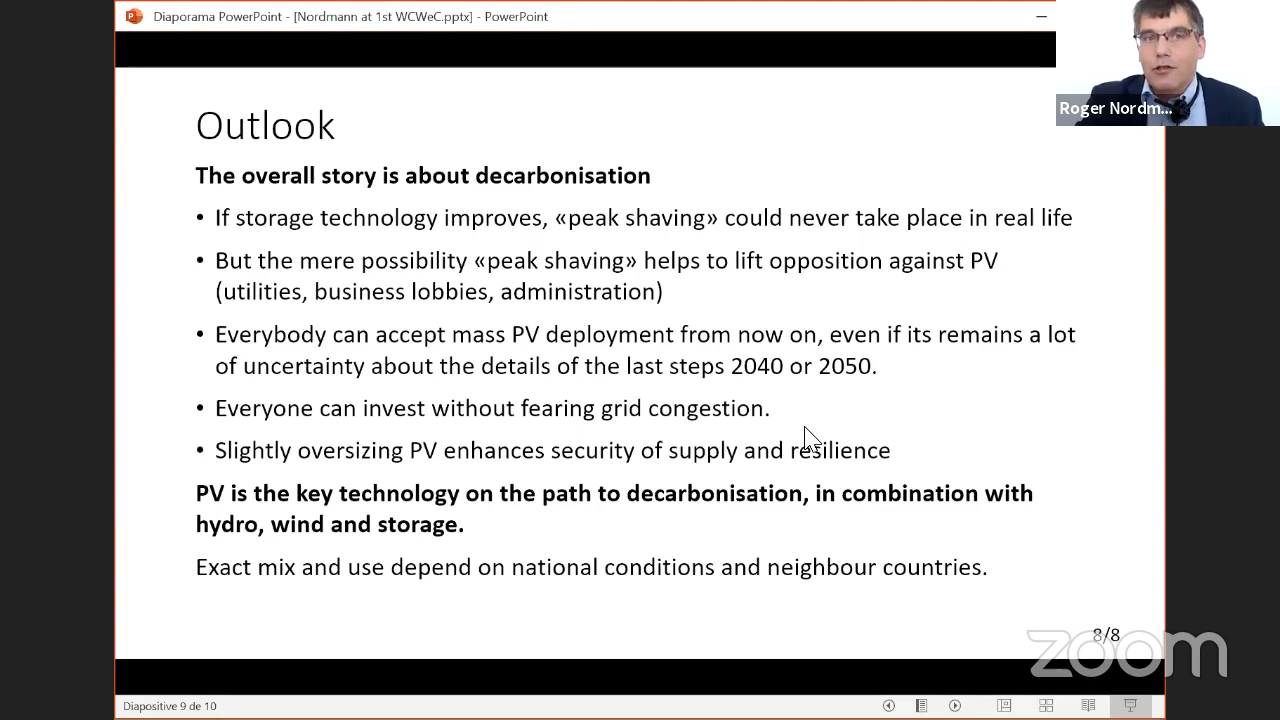 Diaporama PowerPoint - [Nordmann at 1st WCWeC.pptx] - PowerPoint
Roger Nordm...
Outlook
The overall story is about decarbonisation
• If storage technology improves, «peak shaving» could never take place in real life
• But the mere possibility «peak shaving» helps to lift opposition against PV
(utilities, business lobbies, administration)
• Everybody can accept mass PV deployment from now on, even if its remains a lot
of uncertainty about the details of the last steps 2040 or 2050.
• Everyone can invest without fearing grid congestion.
• Slightly oversizing PV enhances security of supply and resilience
PV is the key technology on the path to decarbonisation, in combination with
hydro, wind and storage.
Exact mix and use depend on national conditions and neighbour countries.
8/8
zoom
Diapositive 9 de 10